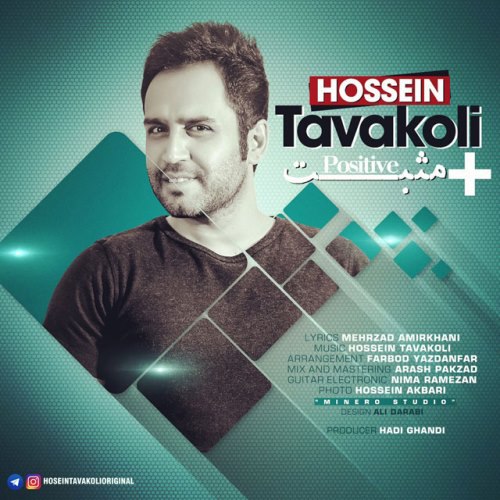 HOSSEIN
Tavakoli
Positive
مثبت +
LYRICS MEHRZAD AMIRKHANI
MUSIC HOSSEIN TAVAKOLI
ARRANGEMENT FARBOD YAZDANFAR
MIX AND MASTERING ARASH PAKZAD
GUITAR ELECTRONIC NIMA RAMEZAN
PHOTO HOSSEIN AKBARI
"MINERO STUDIO"
DESIGN ALI DARABI
PRODUCER HADI GHANDI
HOSEINTAVAKOLIORIGINAL